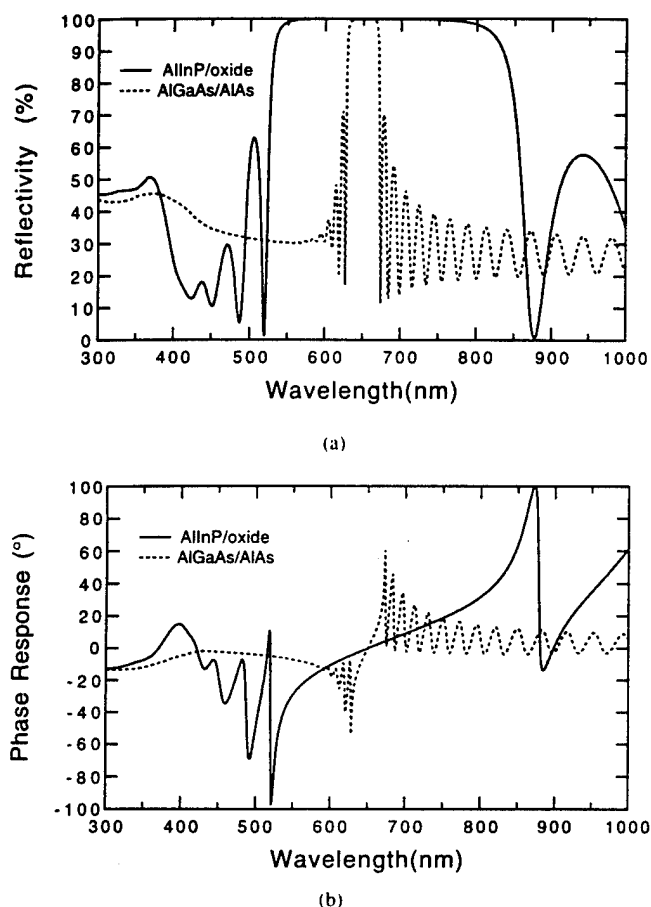 100
90
80
70
60
50
40
30
20
10
0
Reflectivity (%)
AlInP/oxide
AlGaAs/AlAs
300 400 500 600 700 800 900 1000
Wavelength(nm)
(a)
100
80
60
40
20
0
-20
-40
-60
-80
-100
Phase Response (°)
AlInP/oxide
AlGaAs/AlAs
300 400 500 600 700 800 900 1000
Wavelength(nm)
(b)